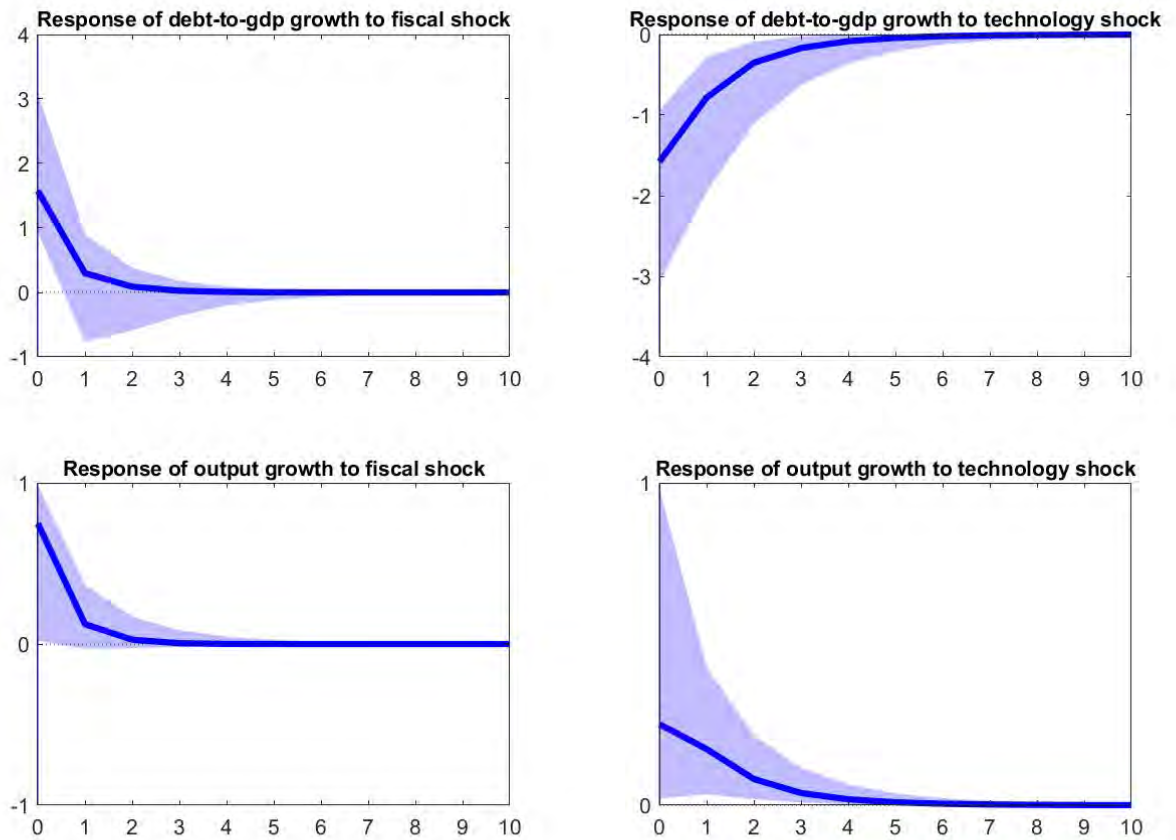 Response of debt-to-gdp growth to fiscal shock
4
3
2
1
0
-1
0 1 2 3 4 5 6 7 8 9 10
Response of debt-to-gdp growth to technology shock
0
-1
-2
-3
-4
0 1 2 3 4 5 6 7 8 9 10
Response of output growth to fiscal shock
1
0
-1
0 1 2 3 4 5 6 7 8 9 10
Response of output growth to technology shock
1
0
0 1 2 3 4 5 6 7 8 9 10